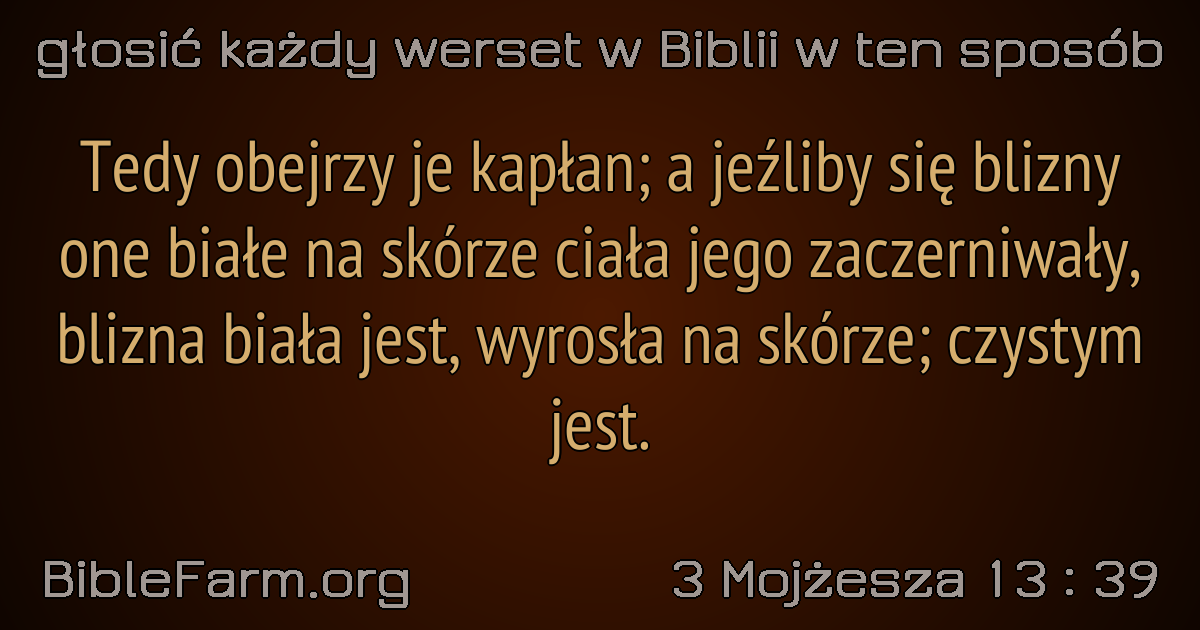 głosić każdy werset w Biblii w ten sposób
Tedy obejrzy je kapłan; a jeźliby się blizny
one białe na skórze ciała jego zaczerniwały,
blizna biała jest, wyrosła na skórze; czystym
jest.
BibleFarm.org
3 Mojżesza 13 : 39